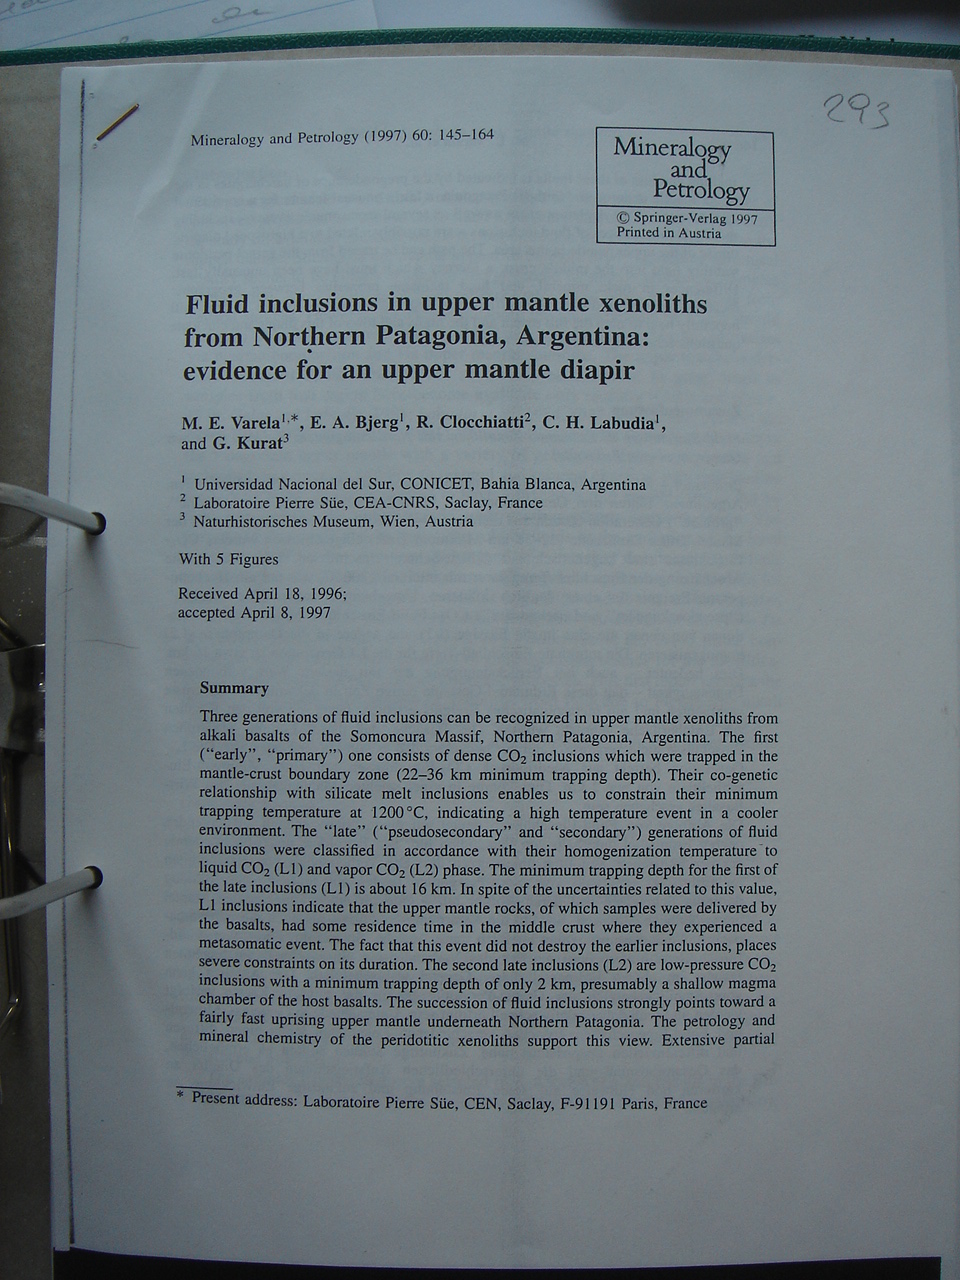 293
Mineralogy and Petrology (1997) 60: 145–164
Mineralogy
and
Petrology
© Springer-Verlag 1997
Printed in Austria
Fluid inclusions in upper mantle xenoliths
from Northern Patagonia, Argentina:
evidence for an upper mantle diapir
M. E. Varela¹,*, E. A. Bjerg¹, R. Clocchiatti², C. H. Labudia¹,
and G. Kurat³
¹ Universidad Nacional del Sur, CONICET, Bahia Blanca, Argentina
² Laboratoire Pierre Süe, CEA-CNRS, Saclay, France
³ Naturhistorisches Museum, Wien, Austria
With 5 Figures
Received April 18, 1996;
accepted April 8, 1997
Summary
Three generations of fluid inclusions can be recognized in upper mantle xenoliths from
alkali basalts of the Somoncura Massif, Northern Patagonia, Argentina. The first
(“early”, “primary”) one consists of dense CO₂ inclusions which were trapped in the
mantle-crust boundary zone (22–36 km minimum trapping depth). Their co-genetic
relationship with silicate melt inclusions enables us to constrain their minimum
trapping temperature at 1200 °C, indicating a high temperature event in a cooler
environment. The “late” (“pseudosecondary” and “secondary”) generations of fluid
inclusions were classified in accordance with their homogenization temperature to
liquid CO₂ (L1) and vapor CO₂ (L2) phase. The minimum trapping depth for the first of
the late inclusions (L1) is about 16 km. In spite of the uncertainties related to this value,
L1 inclusions indicate that the upper mantle rocks, of which samples were delivered by
the basalts, had some residence time in the middle crust where they experienced a
metasomatic event. The fact that this event did not destroy the earlier inclusions, places
severe constraints on its duration. The second late inclusions (L2) are low-pressure CO₂
inclusions with a minimum trapping depth of only 2 km, presumably a shallow magma
chamber of the host basalts. The succession of fluid inclusions strongly points toward a
fairly fast uprising upper mantle underneath Northern Patagonia. The petrology and
mineral chemistry of the peridotitic xenoliths support this view. Extensive partial
* Present address: Laboratoire Pierre Süe, CEN, Saclay, F-91191 Paris, France